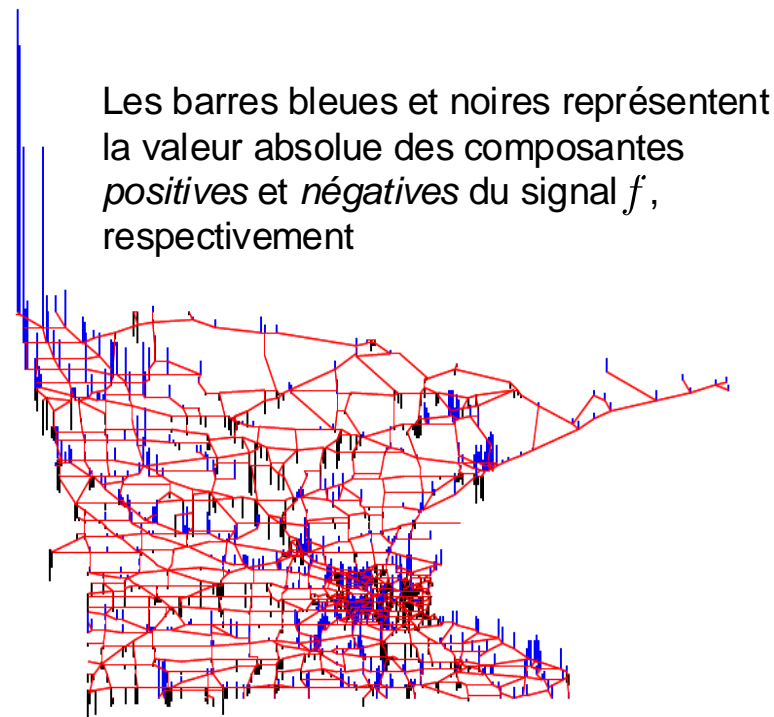 Les barres bleues et noires représentent
la valeur absolue des composantes
positives et négatives du signal f,
respectivement